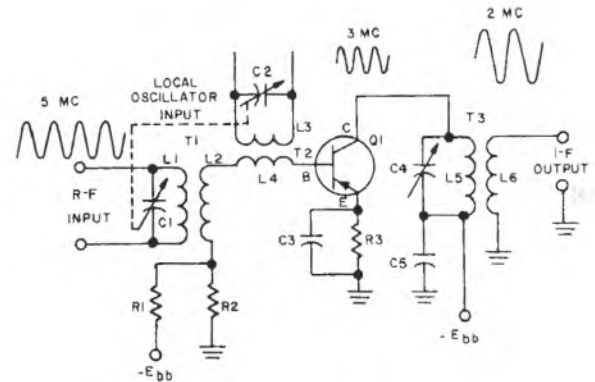 2 MC
3 MC
LOCAL
OSCILLATOR
INPUT
C2
5 MC
T1
L3
C
Q1
T3
L1
L2
T2
L4
B
C4
L5
L6
I-F
OUTPUT
R-F
INPUT
C1
E
C3
R3
C5
R1
R2
-Ebb
-Ebb